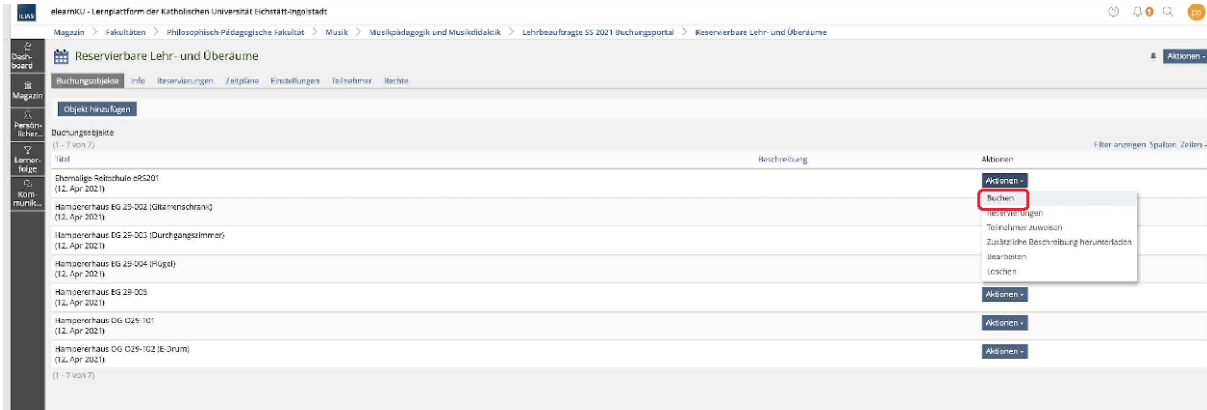 ILIAS
elearnKU - Lernplattform der Katholischen Universität Eichstätt-Ingolstadt
1
pp
Magazin > Fakultäten > Philosophisch-Pädagogische Fakultät > Musik > Musikpädagogik und Musikdidaktik > Lehrbeauftragte SS 2021 Buchungsportal > Reservierbare Lehr- und Überäume
Dash-
board
Magazin
Persön-
licher...
Lerner-
folge
Kom-
munik...
Reservierbare Lehr- und Überäume
Aktionen
Buchungsobjekte Info Reservierungen Zeitpläne Einstellungen Teilnehmer Rechte
Objekt hinzufügen
Buchungsobjekte
(1 - 7 von 7)
Filter anzeigen Spalten Zeilen
Titel Beschreibung Aktionen
Ehemalige Reitschule eRS201
(12. Apr 2021)
Aktionen
Buchen
Reservierungen
Teilnehmer zuweisen
Zusätzliche Beschreibung herunterladen
Bearbeiten
Löschen
Hampererhaus EG 29-002 (Gitarrenschrank)
(12. Apr 2021)
Hampererhaus EG 29-003 (Durchgangszimmer)
(12. Apr 2021)
Hampererhaus EG 29-004 (Flügel)
(12. Apr 2021)
Hampererhaus EG 29-005
(12. Apr 2021)
Aktionen
Hampererhaus OG O29-101
(12. Apr 2021)
Aktionen
Hampererhaus OG O29-102 (E-Drum)
(12. Apr 2021)
Aktionen
(1 - 7 von 7)